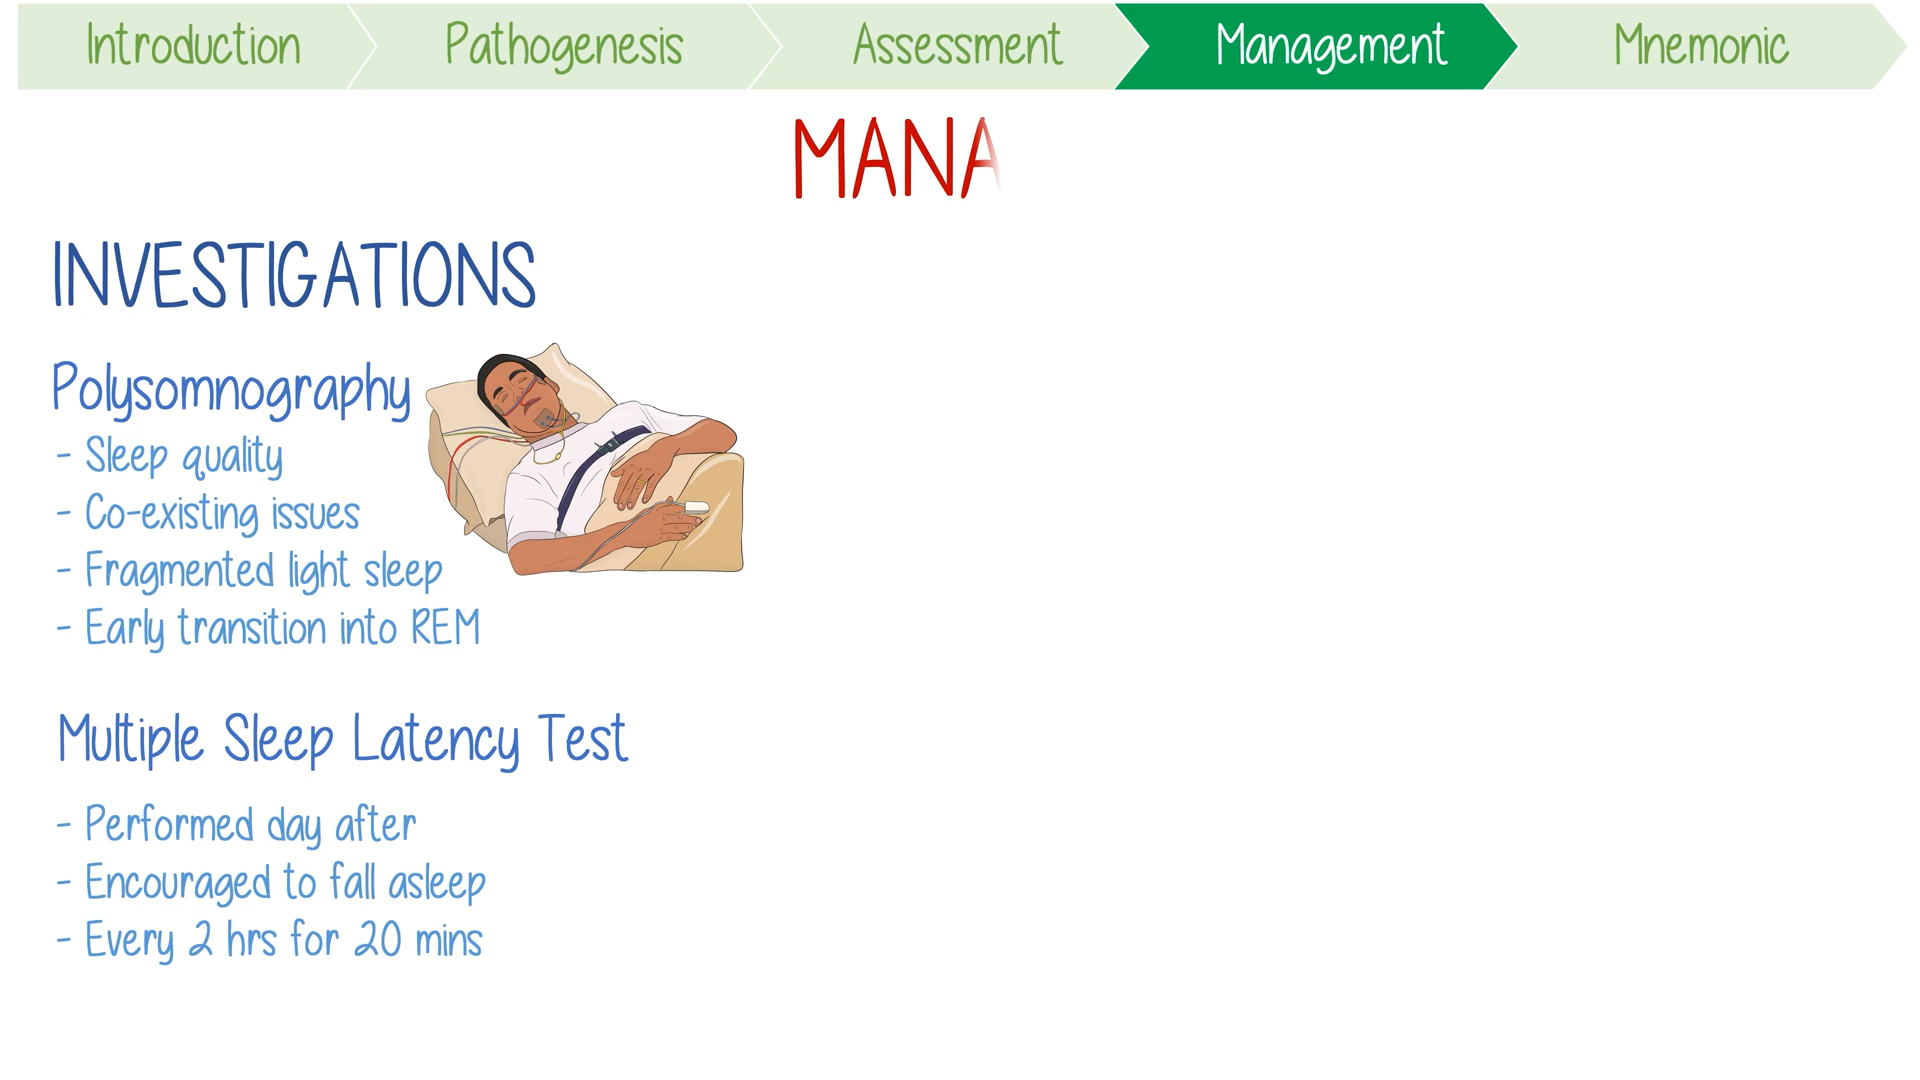 Introduction
Pathogenesis
Assessment
Management
Mnemonic
MANA
INVESTIGATIONS
Polysomnography
- Sleep quality
- Co-existing issues
- Fragmented light sleep
- Early transition into REM
Multiple Sleep Latency Test
- Performed day after
- Encouraged to fall asleep
- Every 2 hrs for 20 mins